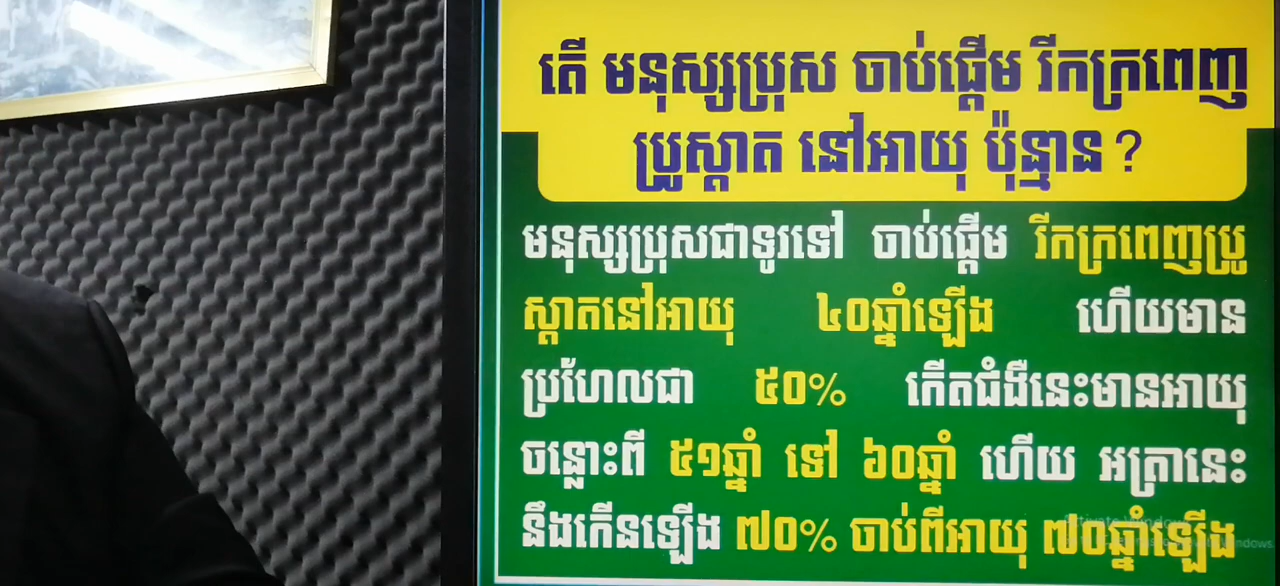 តើ មនុស្សប្រុស ចាប់ផ្ដើម រីកក្រពេញ
ប្រូស្តាត នៅអាយុ ប៉ុន្មាន ?
មនុស្សប្រុសជាទូរទៅ ចាប់ផ្ដើម រីកក្រពេញប្រូ
ស្តាតនៅអាយុ ៤០ឆ្នាំឡើង ហើយមាន
ប្រហែលជា ៥០% កើតជំងឺនេះមានអាយុ
ចន្លោះពី ៥១ឆ្នាំ ទៅ ៦០ឆ្នាំ ហើយ អត្រានេះ
នឹងកើនឡើង ៧០% ចាប់ពីអាយុ ៧០ឆ្នាំឡើង
Activate Windows